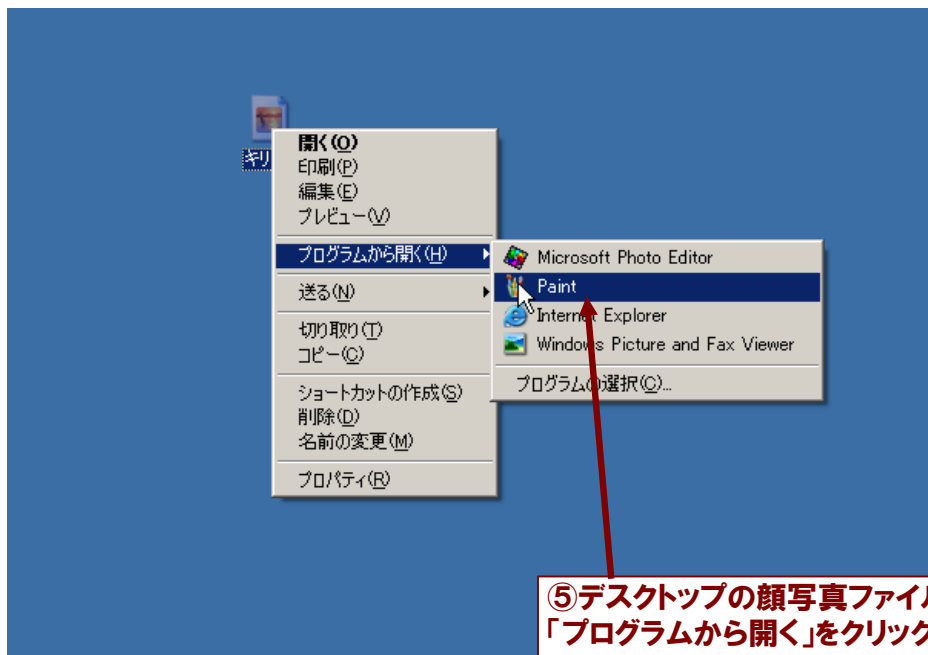 キリ
開く(O)
印刷(P)
編集(E)
プレビュー(V)
プログラムから開く(H)
送る(N)
切り取り(T)
コピー(C)
ショートカットの作成(S)
削除(D)
名前の変更(M)
プロパティ(R)
Microsoft Photo Editor
Paint
Internet Explorer
Windows Picture and Fax Viewer
プログラムの選択(C)...
⑤デスクトップの顔写真ファイル
「プログラムから開く」をクリック